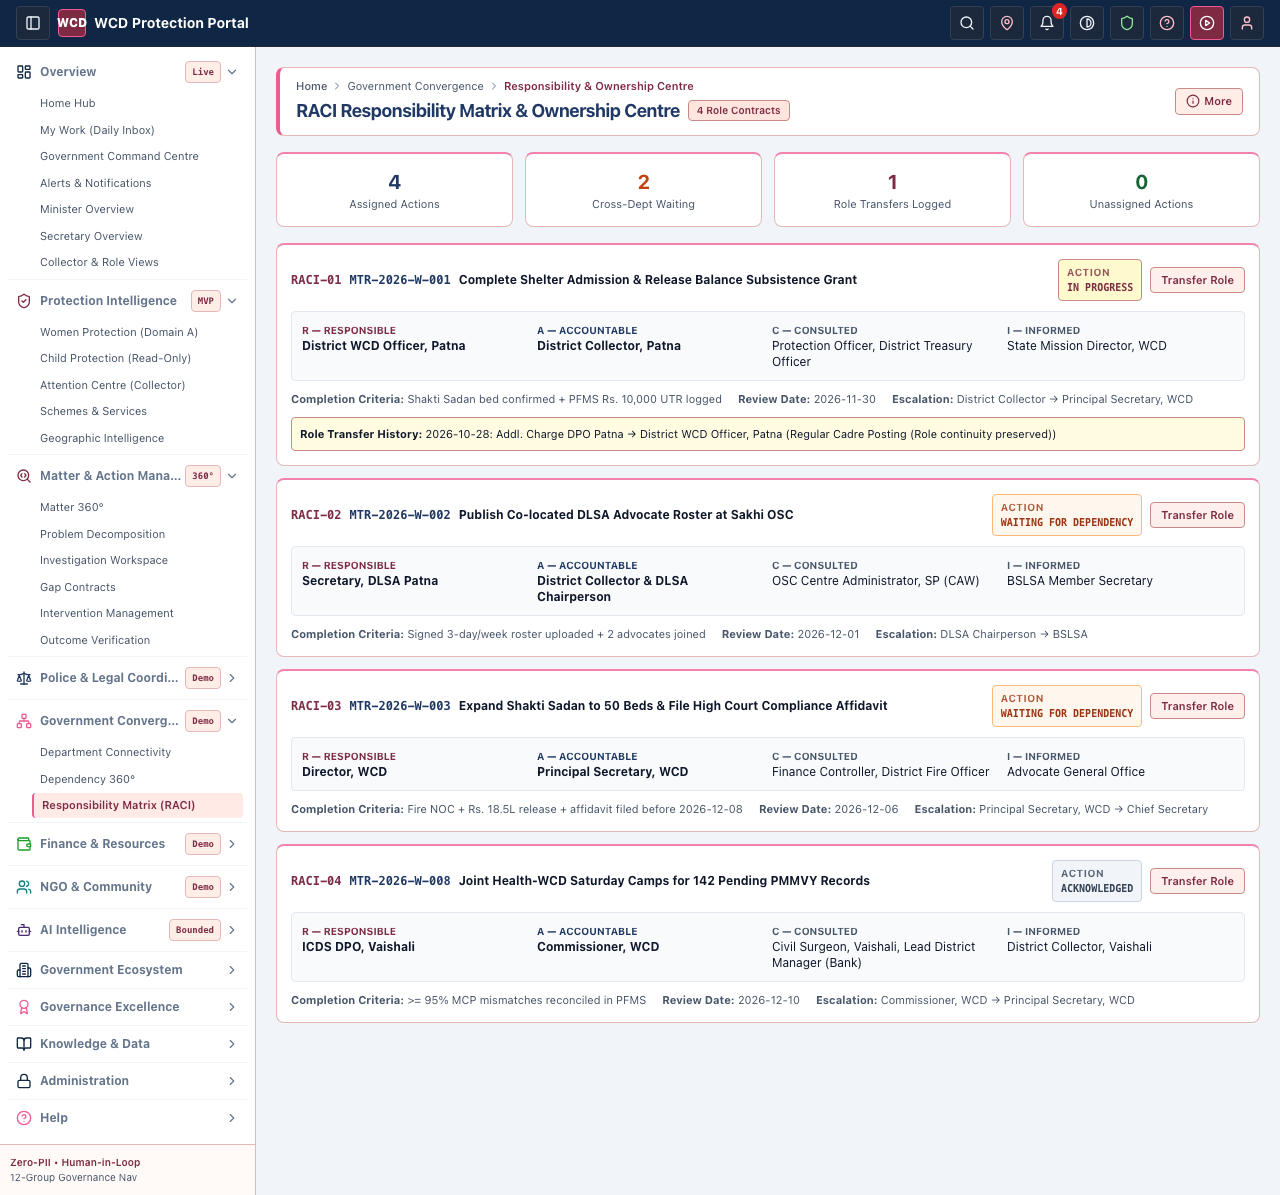 WCD WCD Protection Portal
4
Overview Live
Home Hub
My Work (Daily Inbox)
Government Command Centre
Alerts & Notifications
Minister Overview
Secretary Overview
Collector & Role Views
Protection Intelligence MVP
Women Protection (Domain A)
Child Protection (Read-Only)
Attention Centre (Collector)
Schemes & Services
Geographic Intelligence
Matter & Action Mana... 360°
Matter 360°
Problem Decomposition
Investigation Workspace
Gap Contracts
Intervention Management
Outcome Verification
Police & Legal Coordi... Demo
Government Converg... Demo
Department Connectivity
Dependency 360°
Responsibility Matrix (RACI)
Finance & Resources Demo
NGO & Community Demo
AI Intelligence Bounded
Government Ecosystem
Governance Excellence
Knowledge & Data
Administration
Help
Zero-PII • Human-in-Loop
12-Group Governance Nav
Home > Government Convergence > Responsibility & Ownership Centre
RACI Responsibility Matrix & Ownership Centre 4 Role Contracts
More
4
Assigned Actions
2
Cross-Dept Waiting
1
Role Transfers Logged
0
Unassigned Actions
RACI-01 MTR-2026-W-001 Complete Shelter Admission & Release Balance Subsistence Grant
ACTION
IN PROGRESS
Transfer Role
R — RESPONSIBLE
District WCD Officer, Patna
A — ACCOUNTABLE
District Collector, Patna
C — CONSULTED
Protection Officer, District Treasury
Officer
I — INFORMED
State Mission Director, WCD
Completion Criteria: Shakti Sadan bed confirmed + PFMS Rs. 10,000 UTR logged Review Date: 2026-11-30 Escalation: District Collector → Principal Secretary, WCD
Role Transfer History: 2026-10-28: Addl. Charge DPO Patna → District WCD Officer, Patna (Regular Cadre Posting (Role continuity preserved))
RACI-02 MTR-2026-W-002 Publish Co-located DLSA Advocate Roster at Sakhi OSC
ACTION
WAITING FOR DEPENDENCY
Transfer Role
R — RESPONSIBLE
Secretary, DLSA Patna
A — ACCOUNTABLE
District Collector & DLSA
Chairperson
C — CONSULTED
OSC Centre Administrator, SP (CAW)
I — INFORMED
BSLSA Member Secretary
Completion Criteria: Signed 3-day/week roster uploaded + 2 advocates joined Review Date: 2026-12-01 Escalation: DLSA Chairperson → BSLSA
RACI-03 MTR-2026-W-003 Expand Shakti Sadan to 50 Beds & File High Court Compliance Affidavit
ACTION
WAITING FOR DEPENDENCY
Transfer Role
R — RESPONSIBLE
Director, WCD
A — ACCOUNTABLE
Principal Secretary, WCD
C — CONSULTED
Finance Controller, District Fire Officer
I — INFORMED
Advocate General Office
Completion Criteria: Fire NOC + Rs. 18.5L release + affidavit filed before 2026-12-08 Review Date: 2026-12-06 Escalation: Principal Secretary, WCD → Chief Secretary
RACI-04 MTR-2026-W-008 Joint Health-WCD Saturday Camps for 142 Pending PMMVY Records
ACTION
ACKNOWLEDGED
Transfer Role
R — RESPONSIBLE
ICDS DPO, Vaishali
A — ACCOUNTABLE
Commissioner, WCD
C — CONSULTED
Civil Surgeon, Vaishali, Lead District
Manager (Bank)
I — INFORMED
District Collector, Vaishali
Completion Criteria: >= 95% MCP mismatches reconciled in PFMS Review Date: 2026-12-10 Escalation: Commissioner, WCD → Principal Secretary, WCD